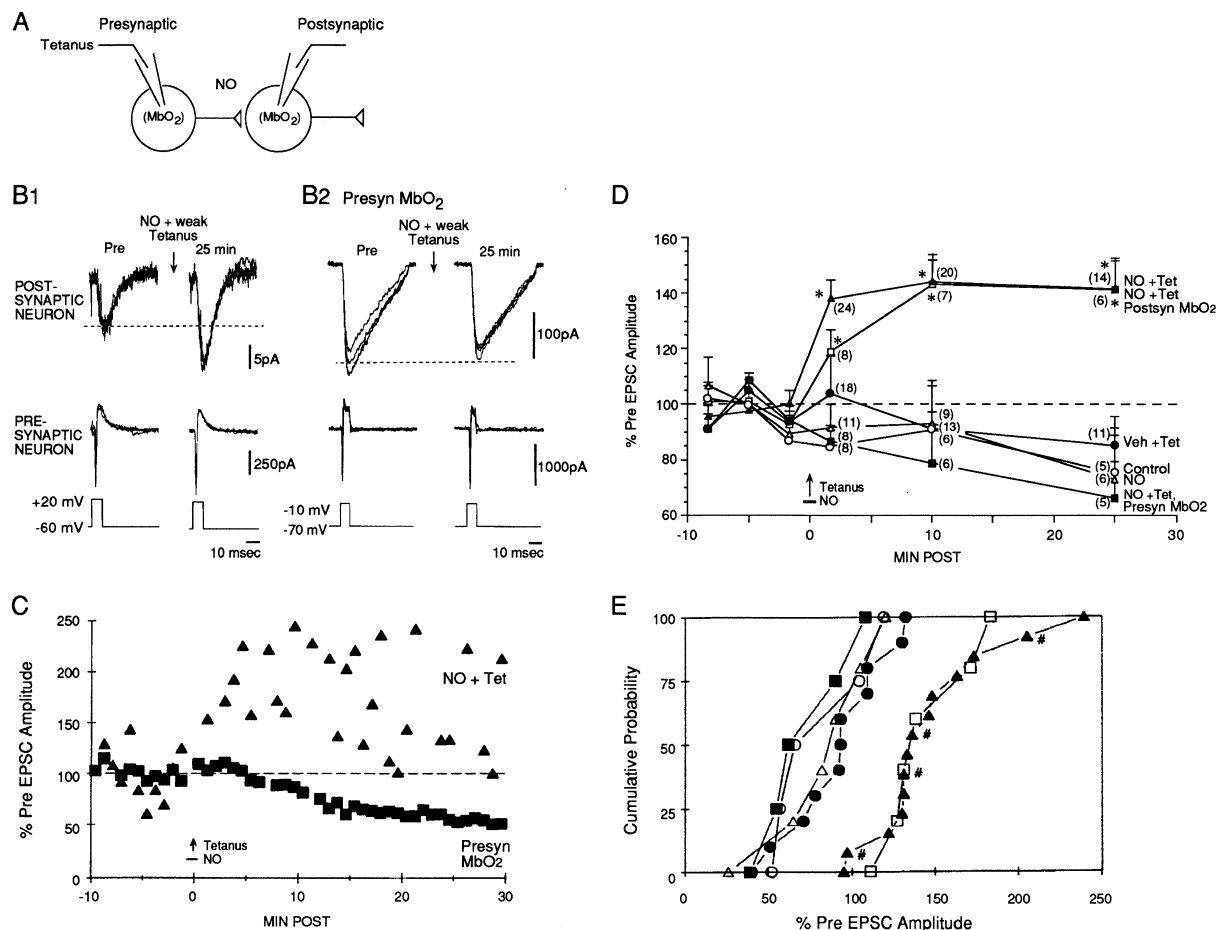 A
Presynaptic
Postsynaptic
Tetanus
NO
(MbO2)
(MbO2)
B1
NO + weak
Tetanus
Pre
25 min
POST-
SYNAPTIC
NEURON
5pA
PRE-
SYNAPTIC
NEURON
250pA
+20 mV
-60 mV
10 msec
B2 Presyn MbO2
NO + weak
Tetanus
Pre
25 min
100pA
1000pA
-10 mV
-70 mV
10 msec
C
% Pre EPSC Amplitude
250
200
150
100
50
0
NO + Tet
Presyn
MbO2
Tetanus
NO
-10
0
10
20
30
MIN POST
D
% Pre EPSC Amplitude
160
140
120
100
80
60
* (24)
* (8)
(18)
(11)
(8)
(8)
* (20)
* (7)
(9)
(13)
(6)
(6)
*
(14) NO +Tet
(6) NO +Tet
* Postsyn MbO2
(11) Veh +Tet
(5) Control
(6) NO
NO +Tet,
(5) Presyn MbO2
Tetanus
NO
-10
0
10
20
30
MIN POST
E
Cumulative Probability
100
75
50
25
0
#
#
#
#
0
50
100
150
200
250
% Pre EPSC Amplitude